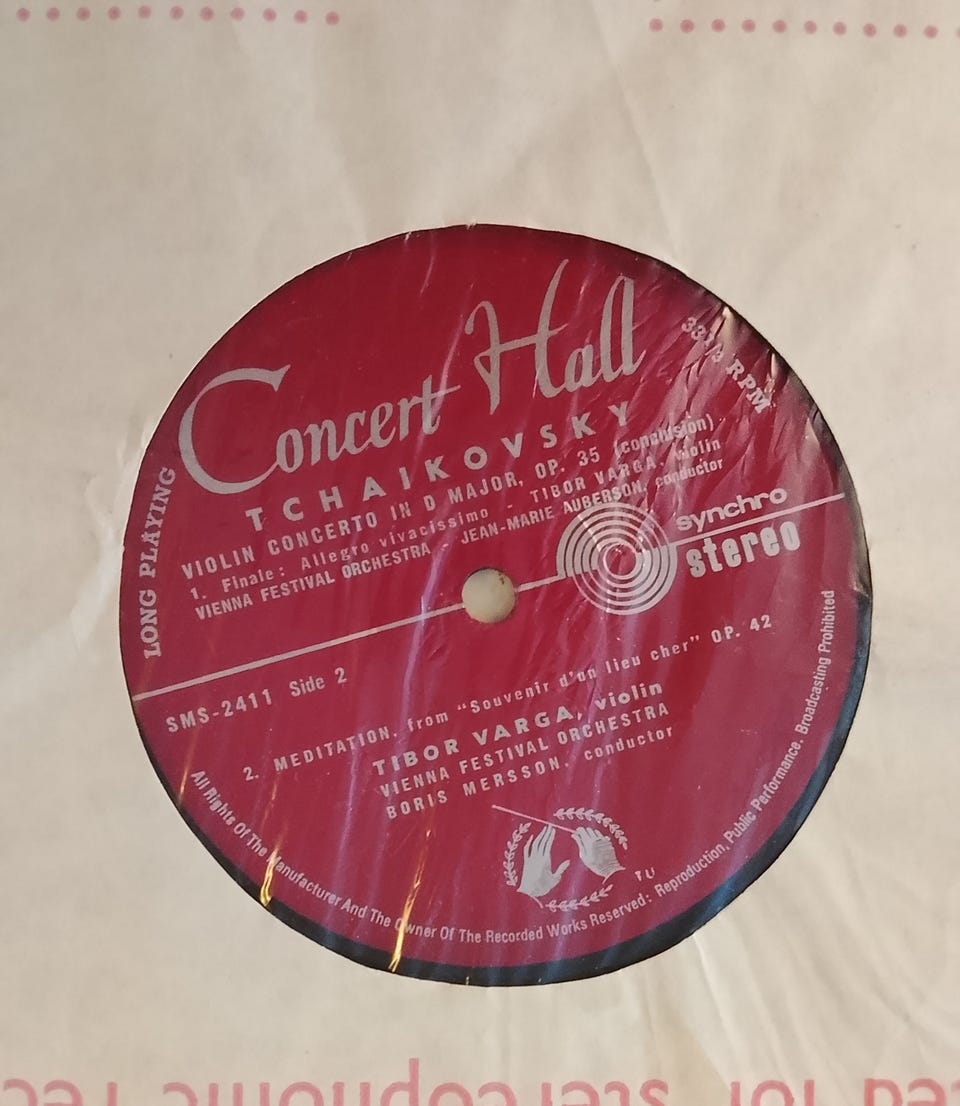 Concert Hall
33⅓ RPM
LONG PLAYING
TCHAIKOVSKY
VIOLIN CONCERTO IN D MAJOR, OP. 35 (conclusion)
1. Finale: Allegro vivacissimo - TIBOR VARGA, violin
VIENNA FESTIVAL ORCHESTRA - JEAN-MARIE AUBERSON, conductor
synchro
stereo
SMS-2411 Side 2
2. MEDITATION, from "Souvenir d'un lieu cher" OP. 42
TIBOR VARGA, violin
VIENNA FESTIVAL ORCHESTRA
BORIS MERSSON, conductor
TU
All Rights Of The Manufacturer And The Owner Of The Recorded Works Reserved: Reproduction, Public Performance, Broadcasting Prohibited